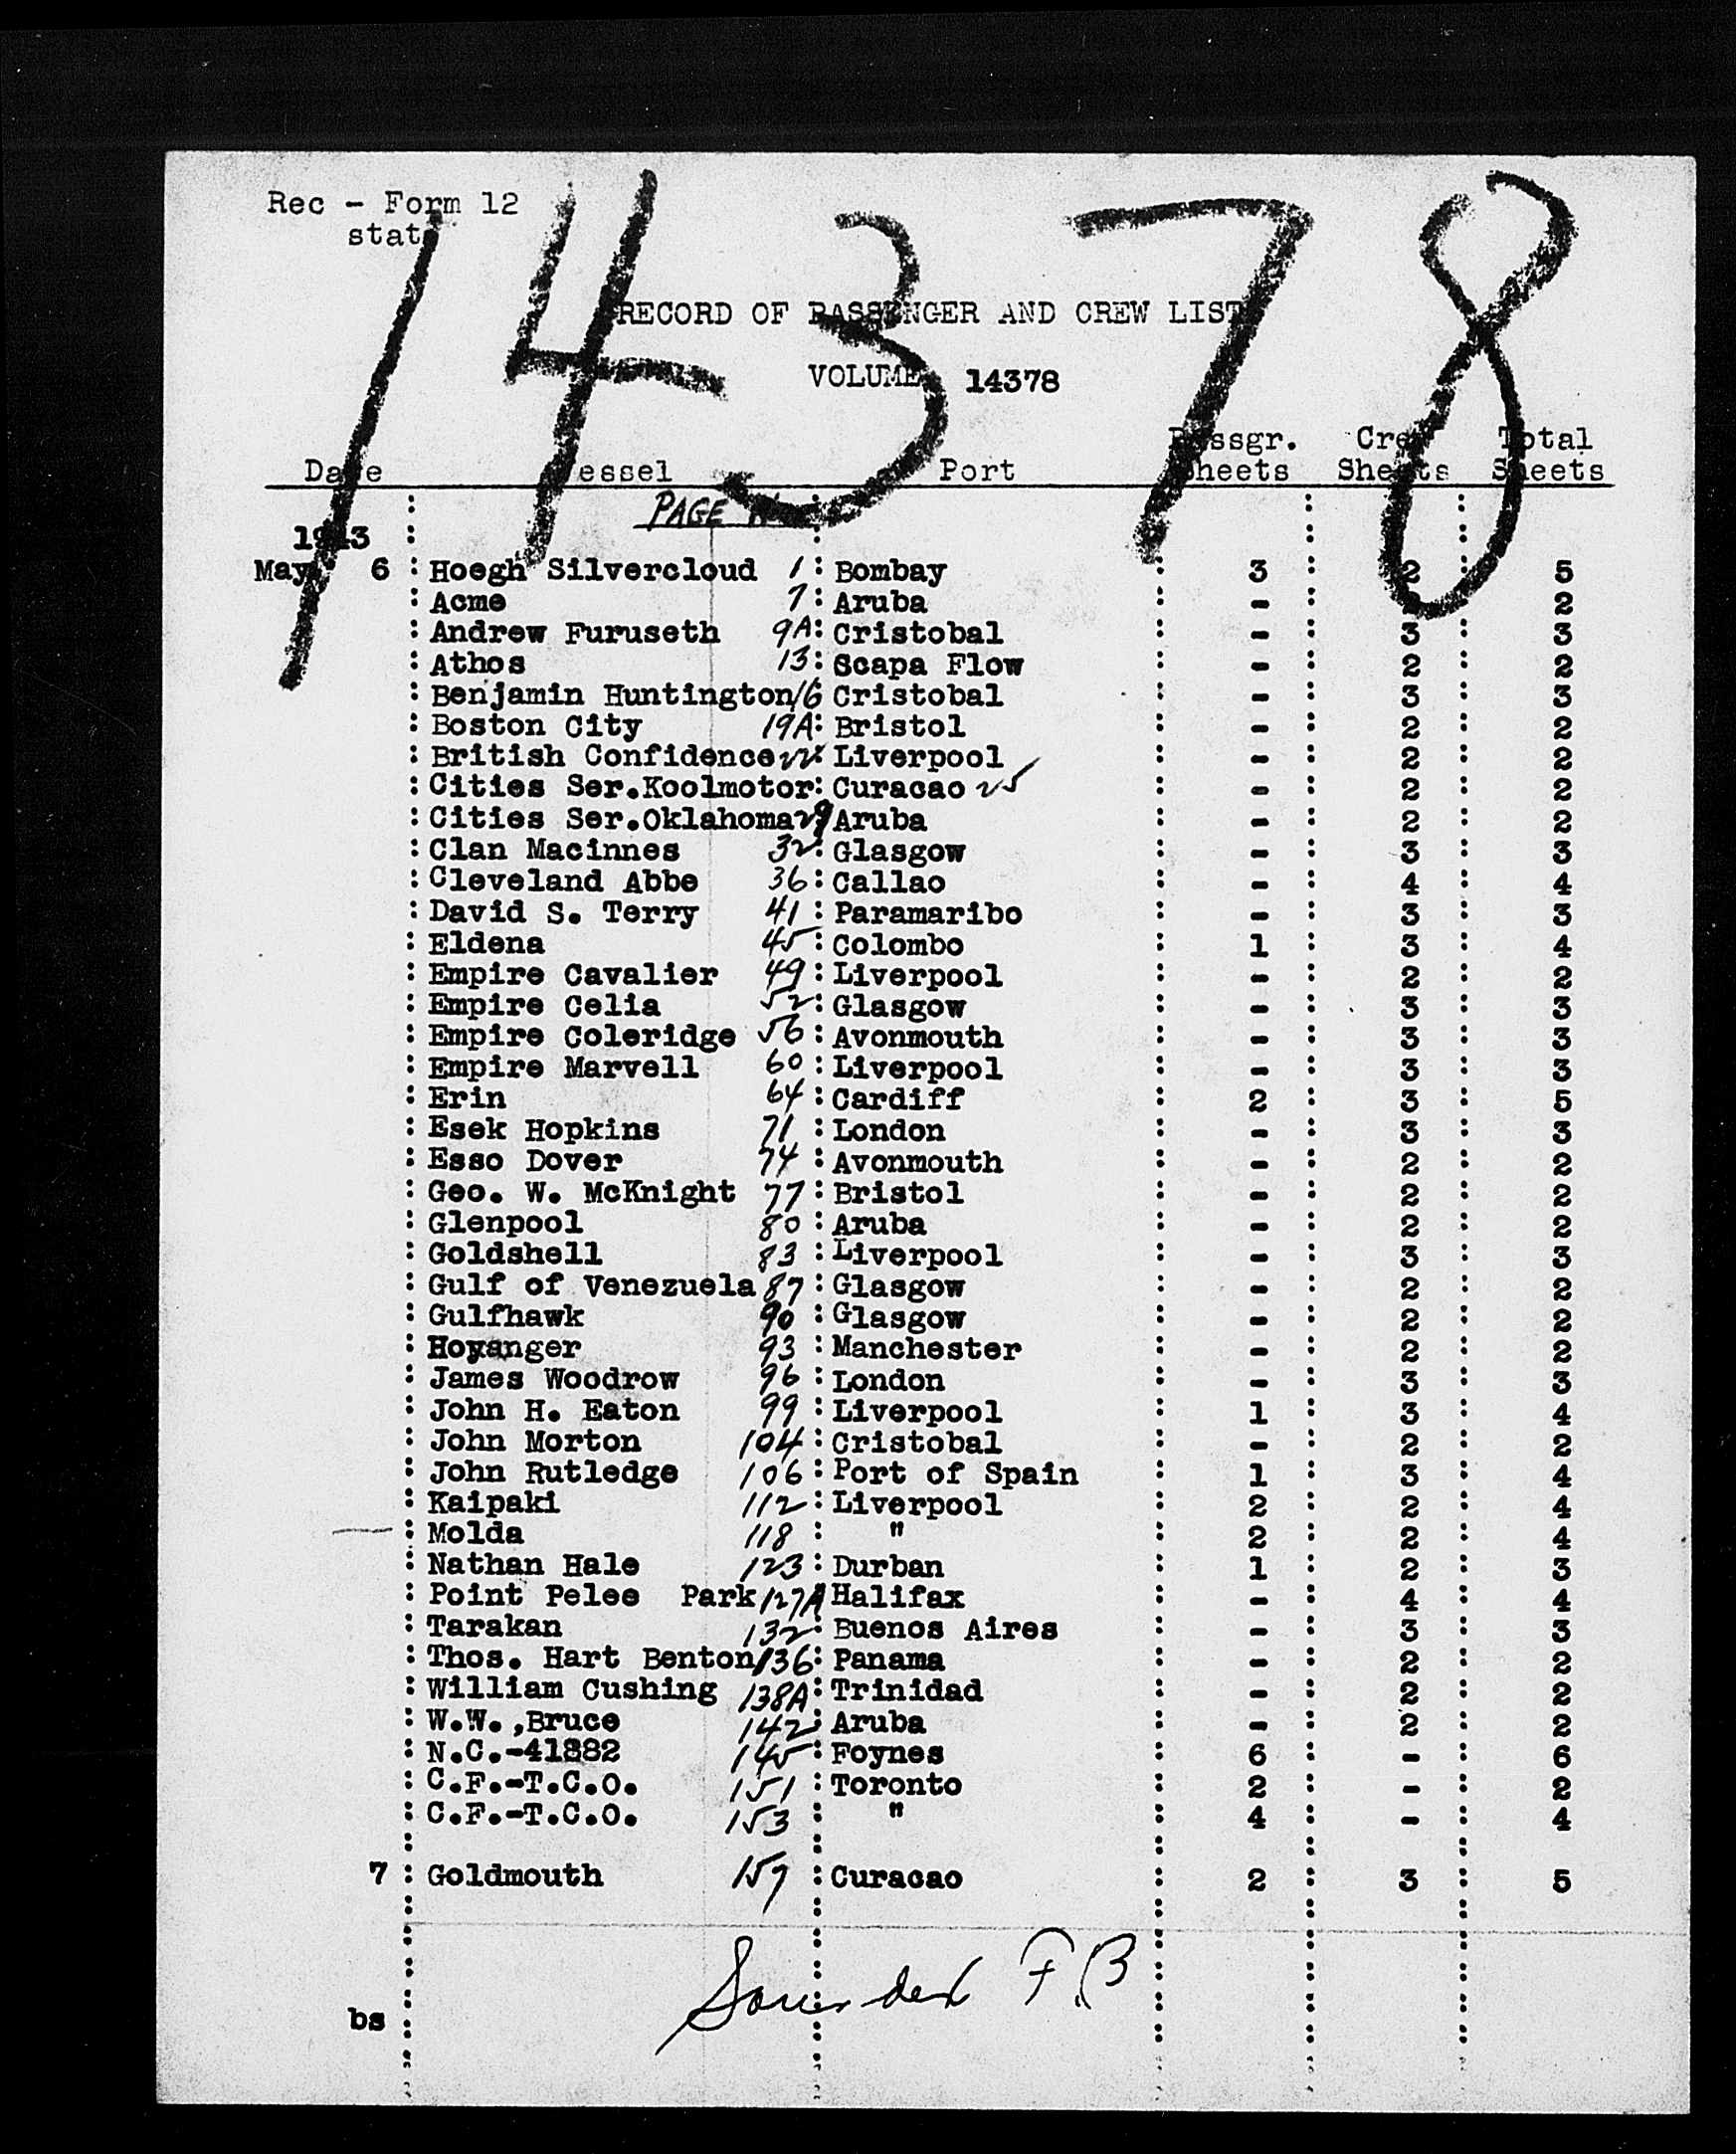 14378
Rec - Form 12
stat
RECORD OF PASSENGER AND CREW LIST
VOLUME 14378
Date Vessel Port Passgr. Sheets Crew Sheets Total Sheets
PAGE
1943
May 6 : Hoegh Silvercloud 1 : Bombay : 3 : 2 : 5
: Acme 7 : Aruba : - : 2 : 2
: Andrew Furuseth 9A : Cristobal : - : 3 : 3
: Athos 13 : Scapa Flow : - : 2 : 2
: Benjamin Huntington 16 Cristobal : - : 3 : 3
: Boston City 19A : Bristol : - : 2 : 2
: British Confidence 22 : Liverpool : - : 2 : 2
: Cities Ser.Koolmotor : Curacao 25 : - : 2 : 2
: Cities Ser.Oklahoma 29 Aruba : - : 2 : 2
: Clan Macinnes 32 : Glasgow : - : 3 : 3
: Cleveland Abbe 36 : Callao : - : 4 : 4
: David S. Terry 41 : Paramaribo : - : 3 : 3
: Eldena 45 : Colombo : 1 : 3 : 4
: Empire Cavalier 49 : Liverpool : - : 2 : 2
: Empire Celia 52 : Glasgow : - : 3 : 3
: Empire Coleridge 56 : Avonmouth : - : 3 : 3
: Empire Marvell 60 : Liverpool : - : 3 : 3
: Erin 64 : Cardiff : 2 : 3 : 5
: Esek Hopkins 71 : London : - : 3 : 3
: Esso Dover 74 : Avonmouth : - : 2 : 2
: Geo. W. McKnight 77 : Bristol : - : 2 : 2
: Glenpool 80 : Aruba : - : 2 : 2
: Goldshell 83 : Liverpool : - : 3 : 3
: Gulf of Venezuela 87 : Glasgow : - : 2 : 2
: Gulfhawk 90 : Glasgow : - : 2 : 2
: Hoyanger 93 : Manchester : - : 2 : 2
: James Woodrow 96 : London : - : 3 : 3
: John H. Eaton 99 : Liverpool : 1 : 3 : 4
: John Morton 104 : Cristobal : - : 2 : 2
: John Rutledge 106 : Port of Spain : 1 : 3 : 4
: Kaipaki 112 : Liverpool : 2 : 2 : 4
— : Molda 118 : " : 2 : 2 : 4
: Nathan Hale 123 : Durban : 1 : 2 : 3
: Point Pelee Park 127A Halifax : - : 4 : 4
: Tarakan 132 : Buenos Aires : - : 3 : 3
: Thos. Hart Benton 136 : Panama : - : 2 : 2
: William Cushing 138A : Trinidad : - : 2 : 2
: W.W.,Bruce 142 : Aruba : - : 2 : 2
: N.C.-41882 145 : Foynes : 6 : - : 6
: C.F.-T.C.O. 151 : Toronto : 2 : - : 2
: C.F.-T.C.O. 153 : " : 4 : - : 4
7 : Goldmouth 157 : Curacao : 2 : 3 : 5
F.B
bs